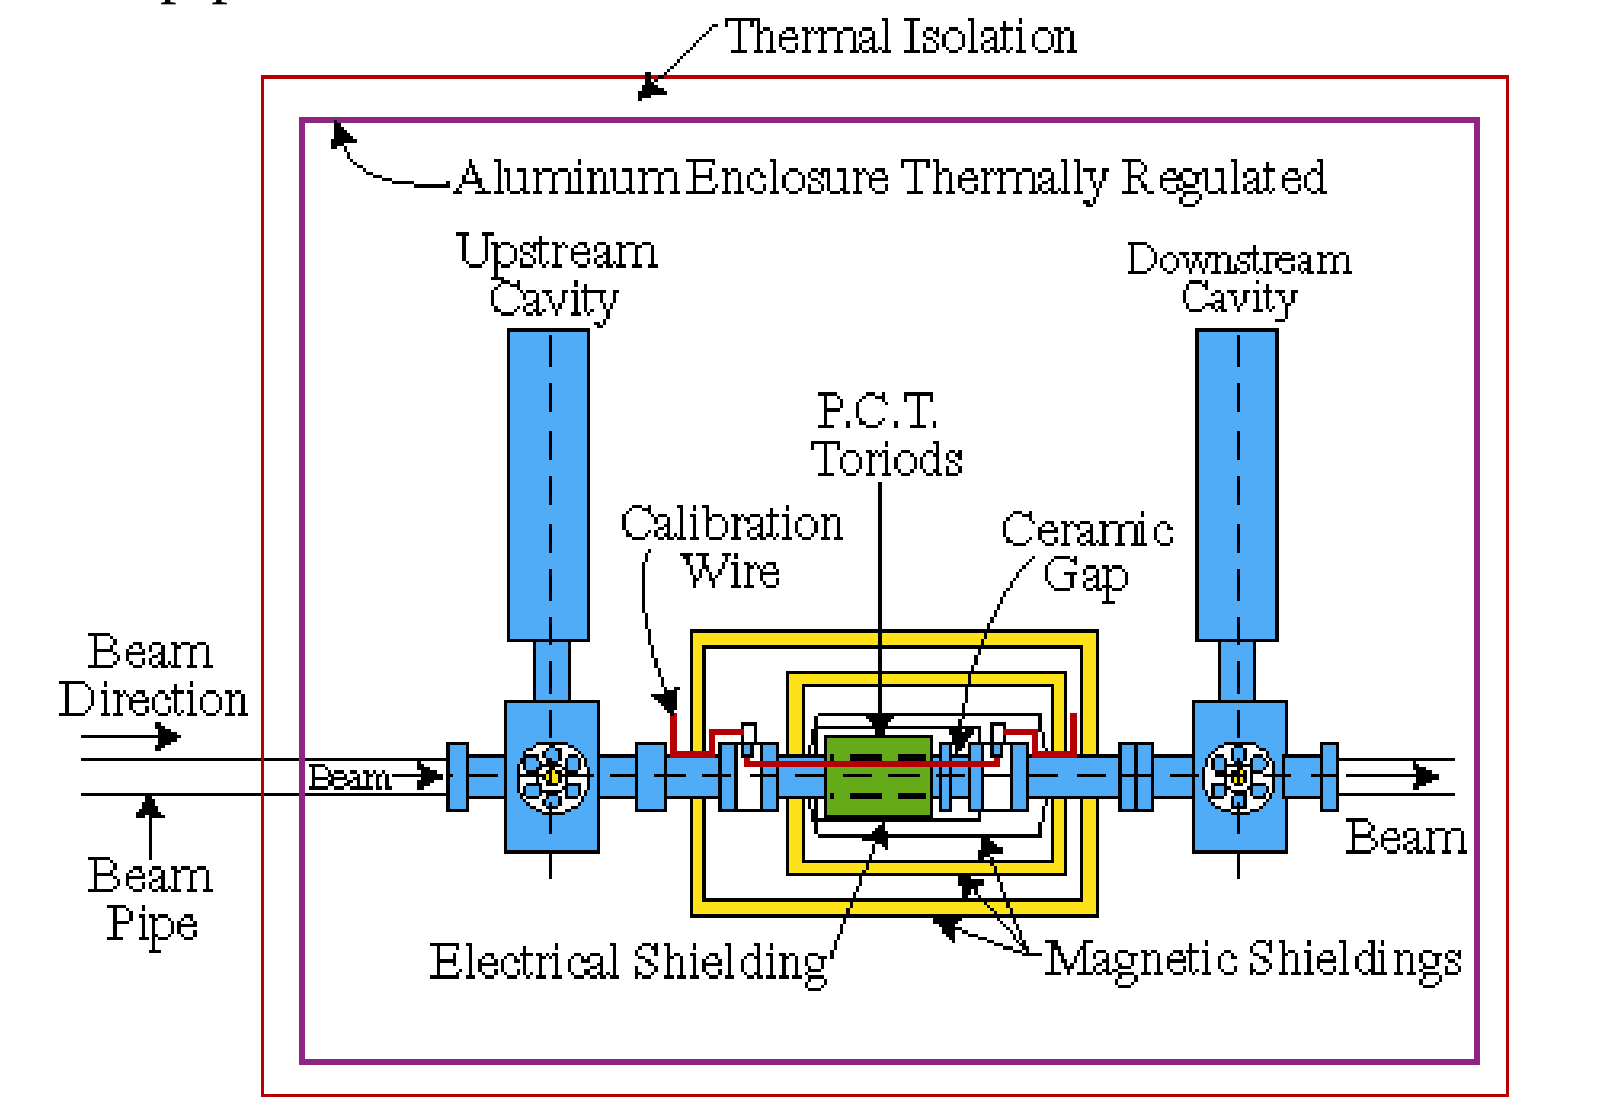 Thermal Isolation
Aluminum Enclosure Thermally Regulated
Upstream
Cavity
Downstream
Cavity
P.C.T.
Toriods
Calibration
Wire
Ceramic
Gap
Beam
Direction
Beam
Beam
Beam
Pipe
Electrical Shielding
Magnetic Shieldings